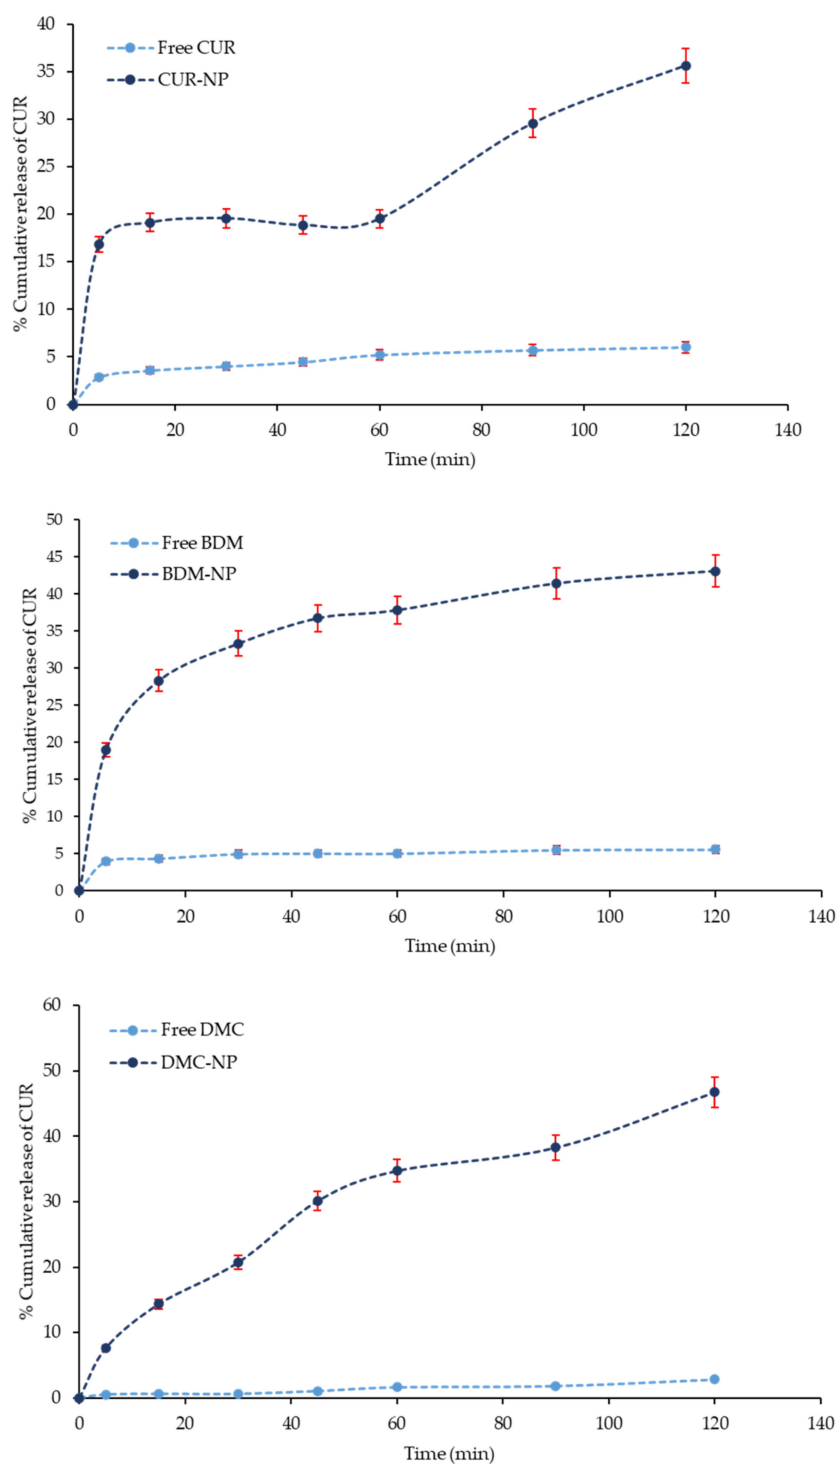 40
35
30
25
20
15
10
5
0
% Cumulative release of CUR
Free CUR
CUR-NP
0 20 40 60 80 100 120 140
Time (min)
50
45
40
35
30
25
20
15
10
5
0
% Cumulative release of CUR
Free BDM
BDM-NP
0 20 40 60 80 100 120 140
Time (min)
60
50
40
30
20
10
0
% Cumulative release of CUR
Free DMC
DMC-NP
0 20 40 60 80 100 120 140
Time (min)